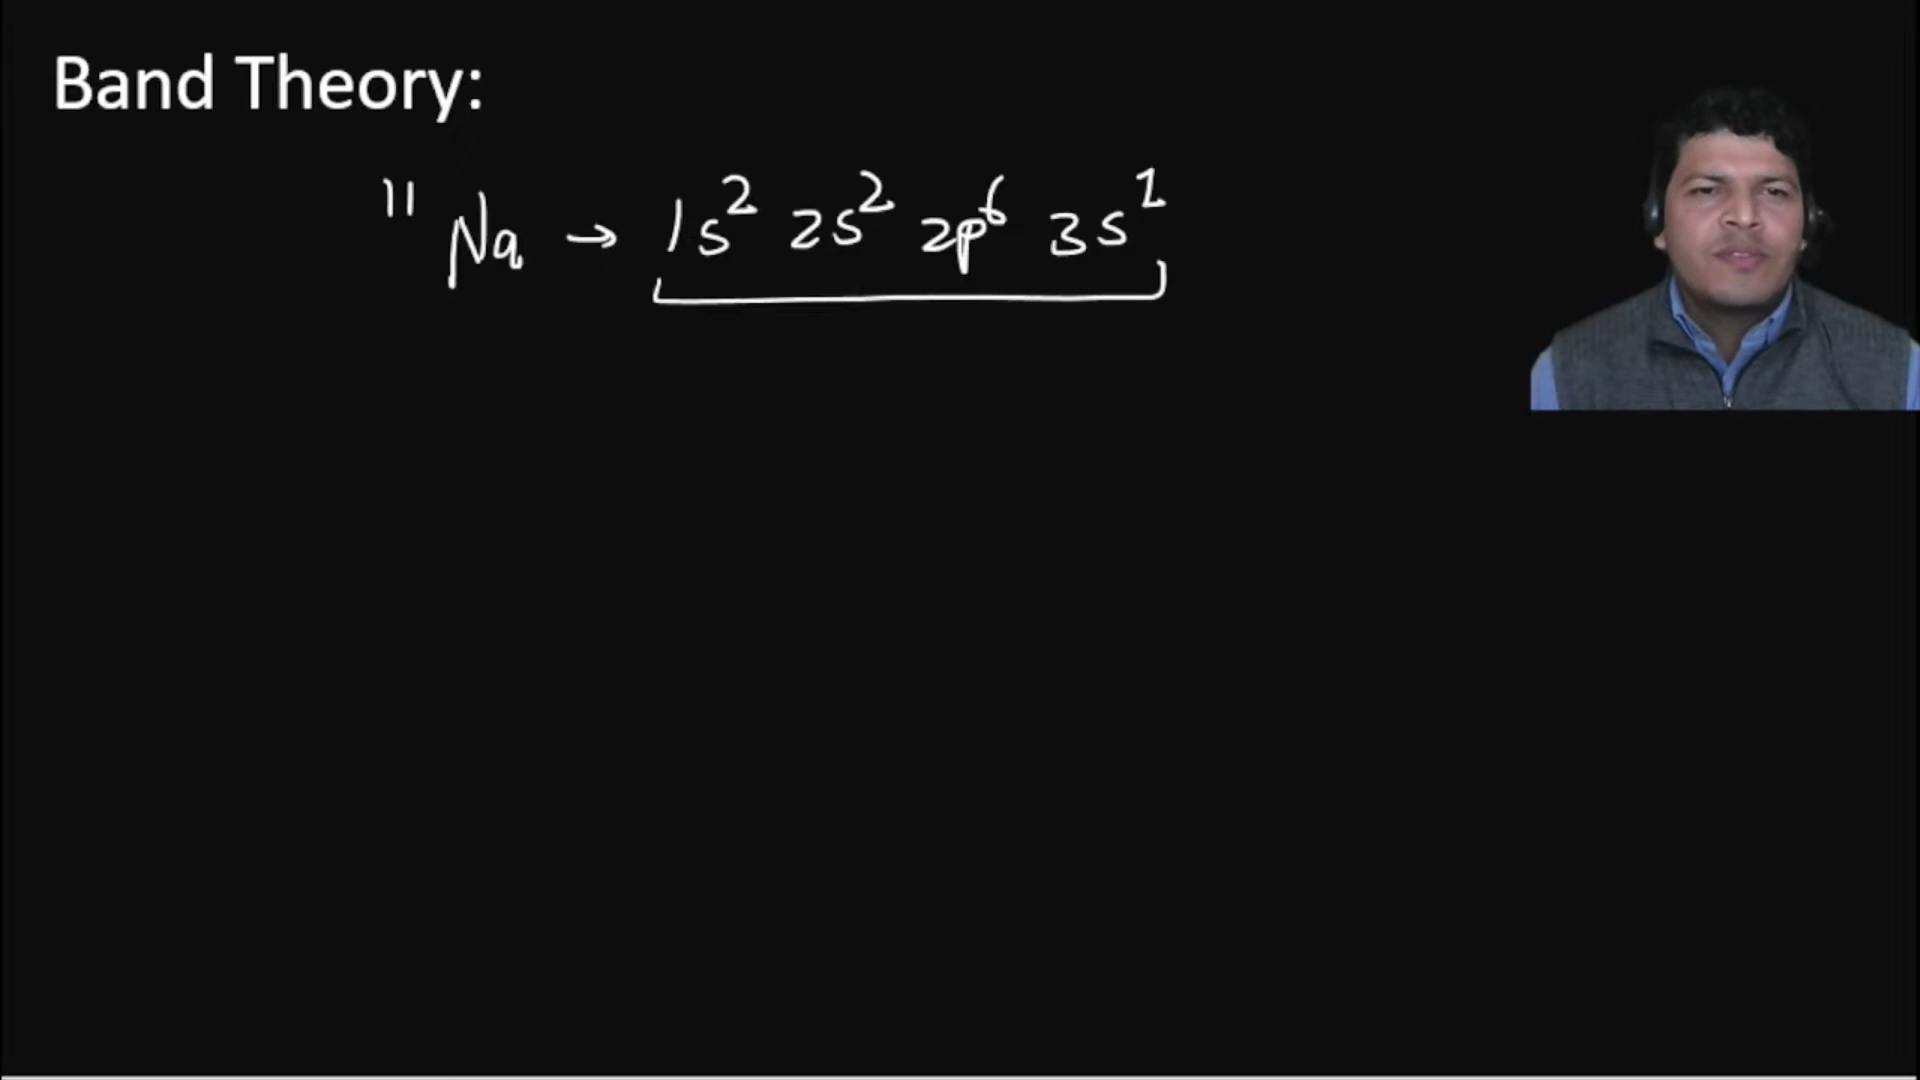 Band Theory:
¹¹Na → 1s² 2s² 2p⁶ 3s¹